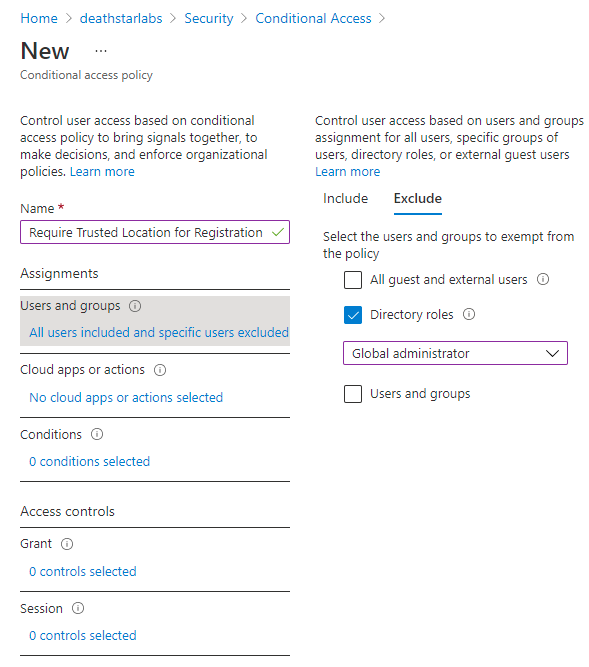 Home > deathstarlabs > Security > Conditional Access >
New ...
Conditional access policy
Control user access based on conditional
access policy to bring signals together, to
make decisions, and enforce organizational
policies. Learn more
Name *
Require Trusted Location for Registration
Assignments
Users and groups
All users included and specific users excluded
Cloud apps or actions
No cloud apps or actions selected
Conditions
0 conditions selected
Access controls
Grant
0 controls selected
Session
0 controls selected
Control user access based on users and groups
assignment for all users, specific groups of
users, directory roles, or external guest users
Learn more
Include Exclude
Select the users and groups to exempt from
the policy
All guest and external users
Directory roles
Global administrator
Users and groups